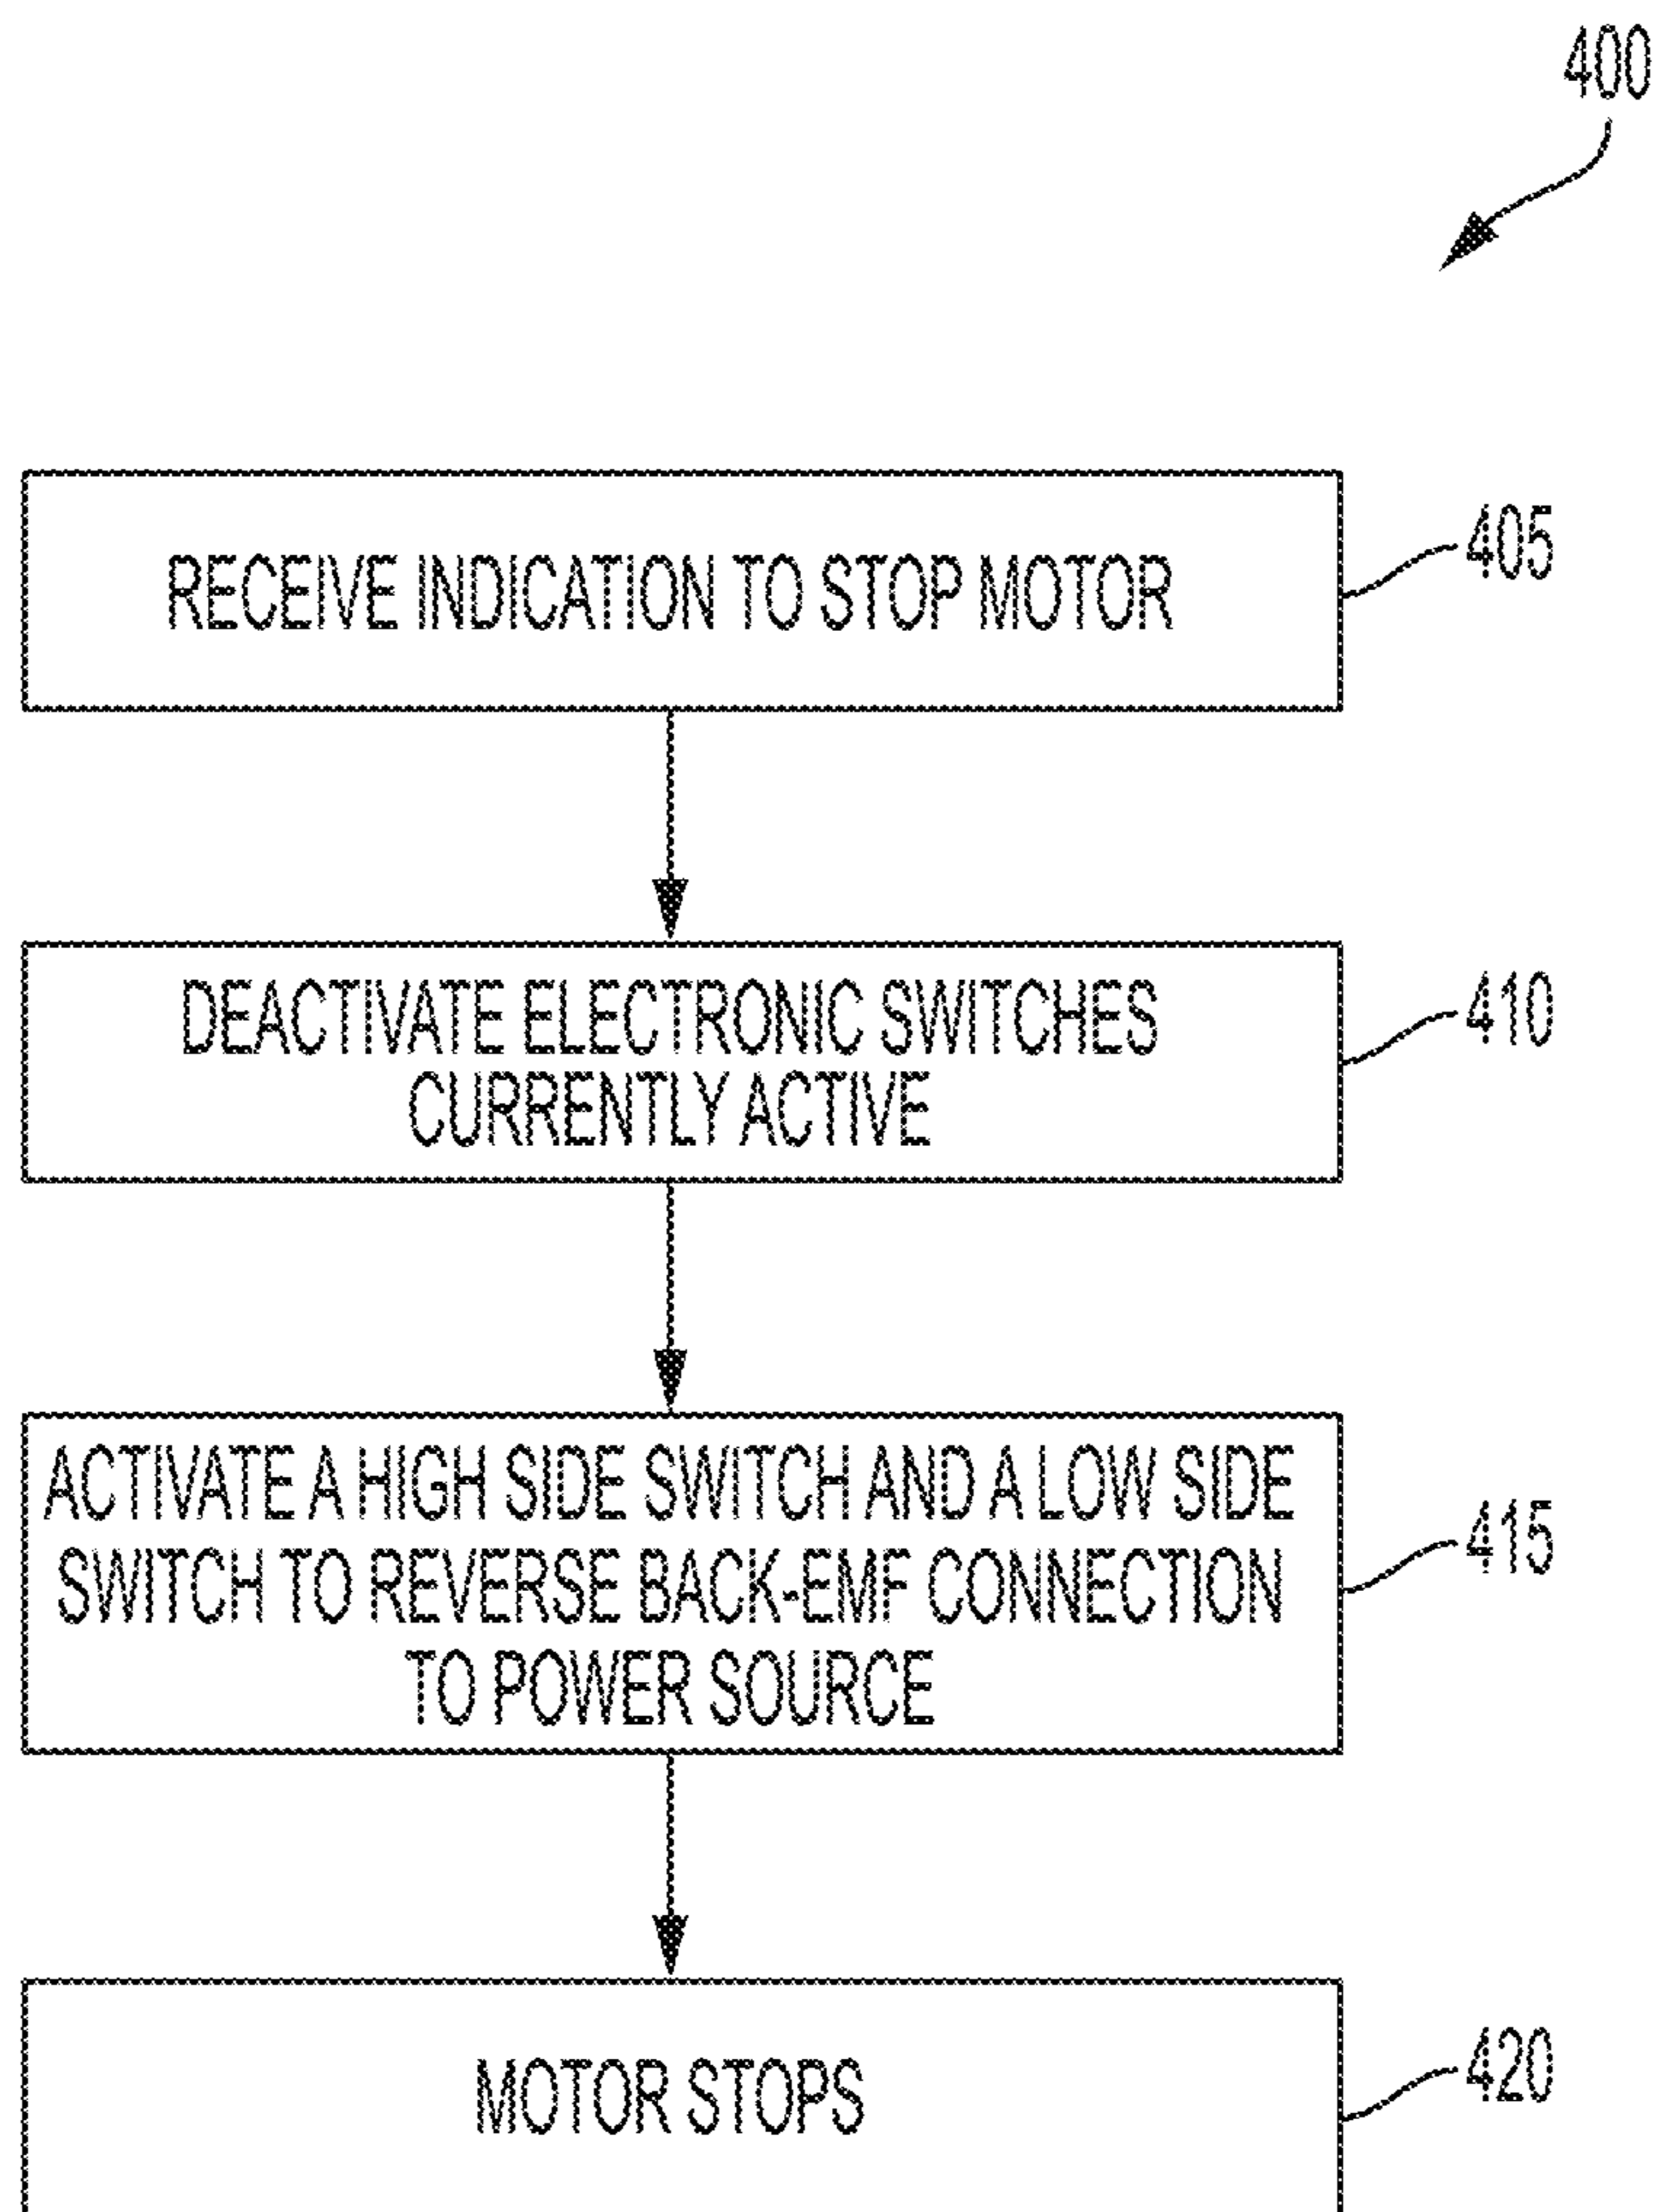 400
RECEIVE INDICATION TO STOP MOTOR
405
DEACTIVATE ELECTRONIC SWITCHES
CURRENTLY ACTIVE
410
ACTIVATE A HIGH SIDE SWITCH AND A LOW SIDE
SWITCH TO REVERSE BACK-EMF CONNECTION
TO POWER SOURCE
415
MOTOR STOPS
420